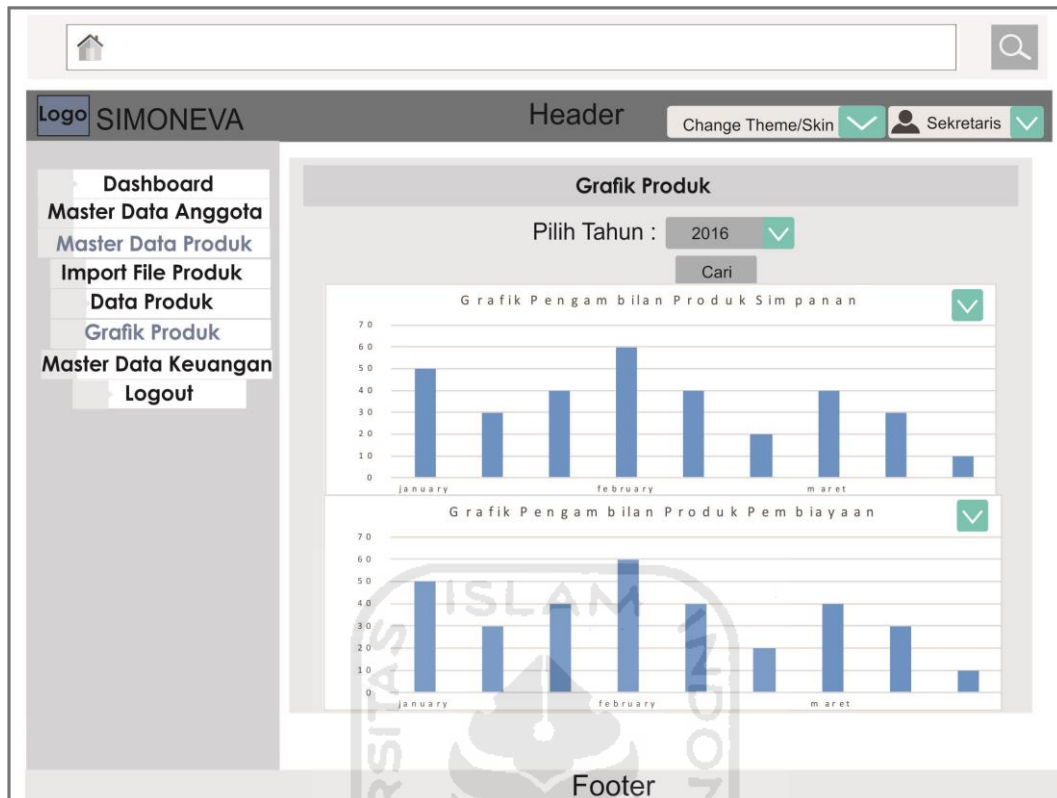 Logo SIMONEVA Header Change Theme/Skin Sekretaris
Dashboard
Master Data Anggota
Master Data Produk
Import File Produk
Data Produk
Grafik Produk
Master Data Keuangan
Logout
Grafik Produk
Pilih Tahun : 2016
Cari
Grafik Pengambilan Produk Simpanan
70
60
50
40
30
20
10
0
january february maret
Grafik Pengambilan Produk Pembiayaan
70
60
50
40
30
20
10
0
january february maret
ISLAM
Footer